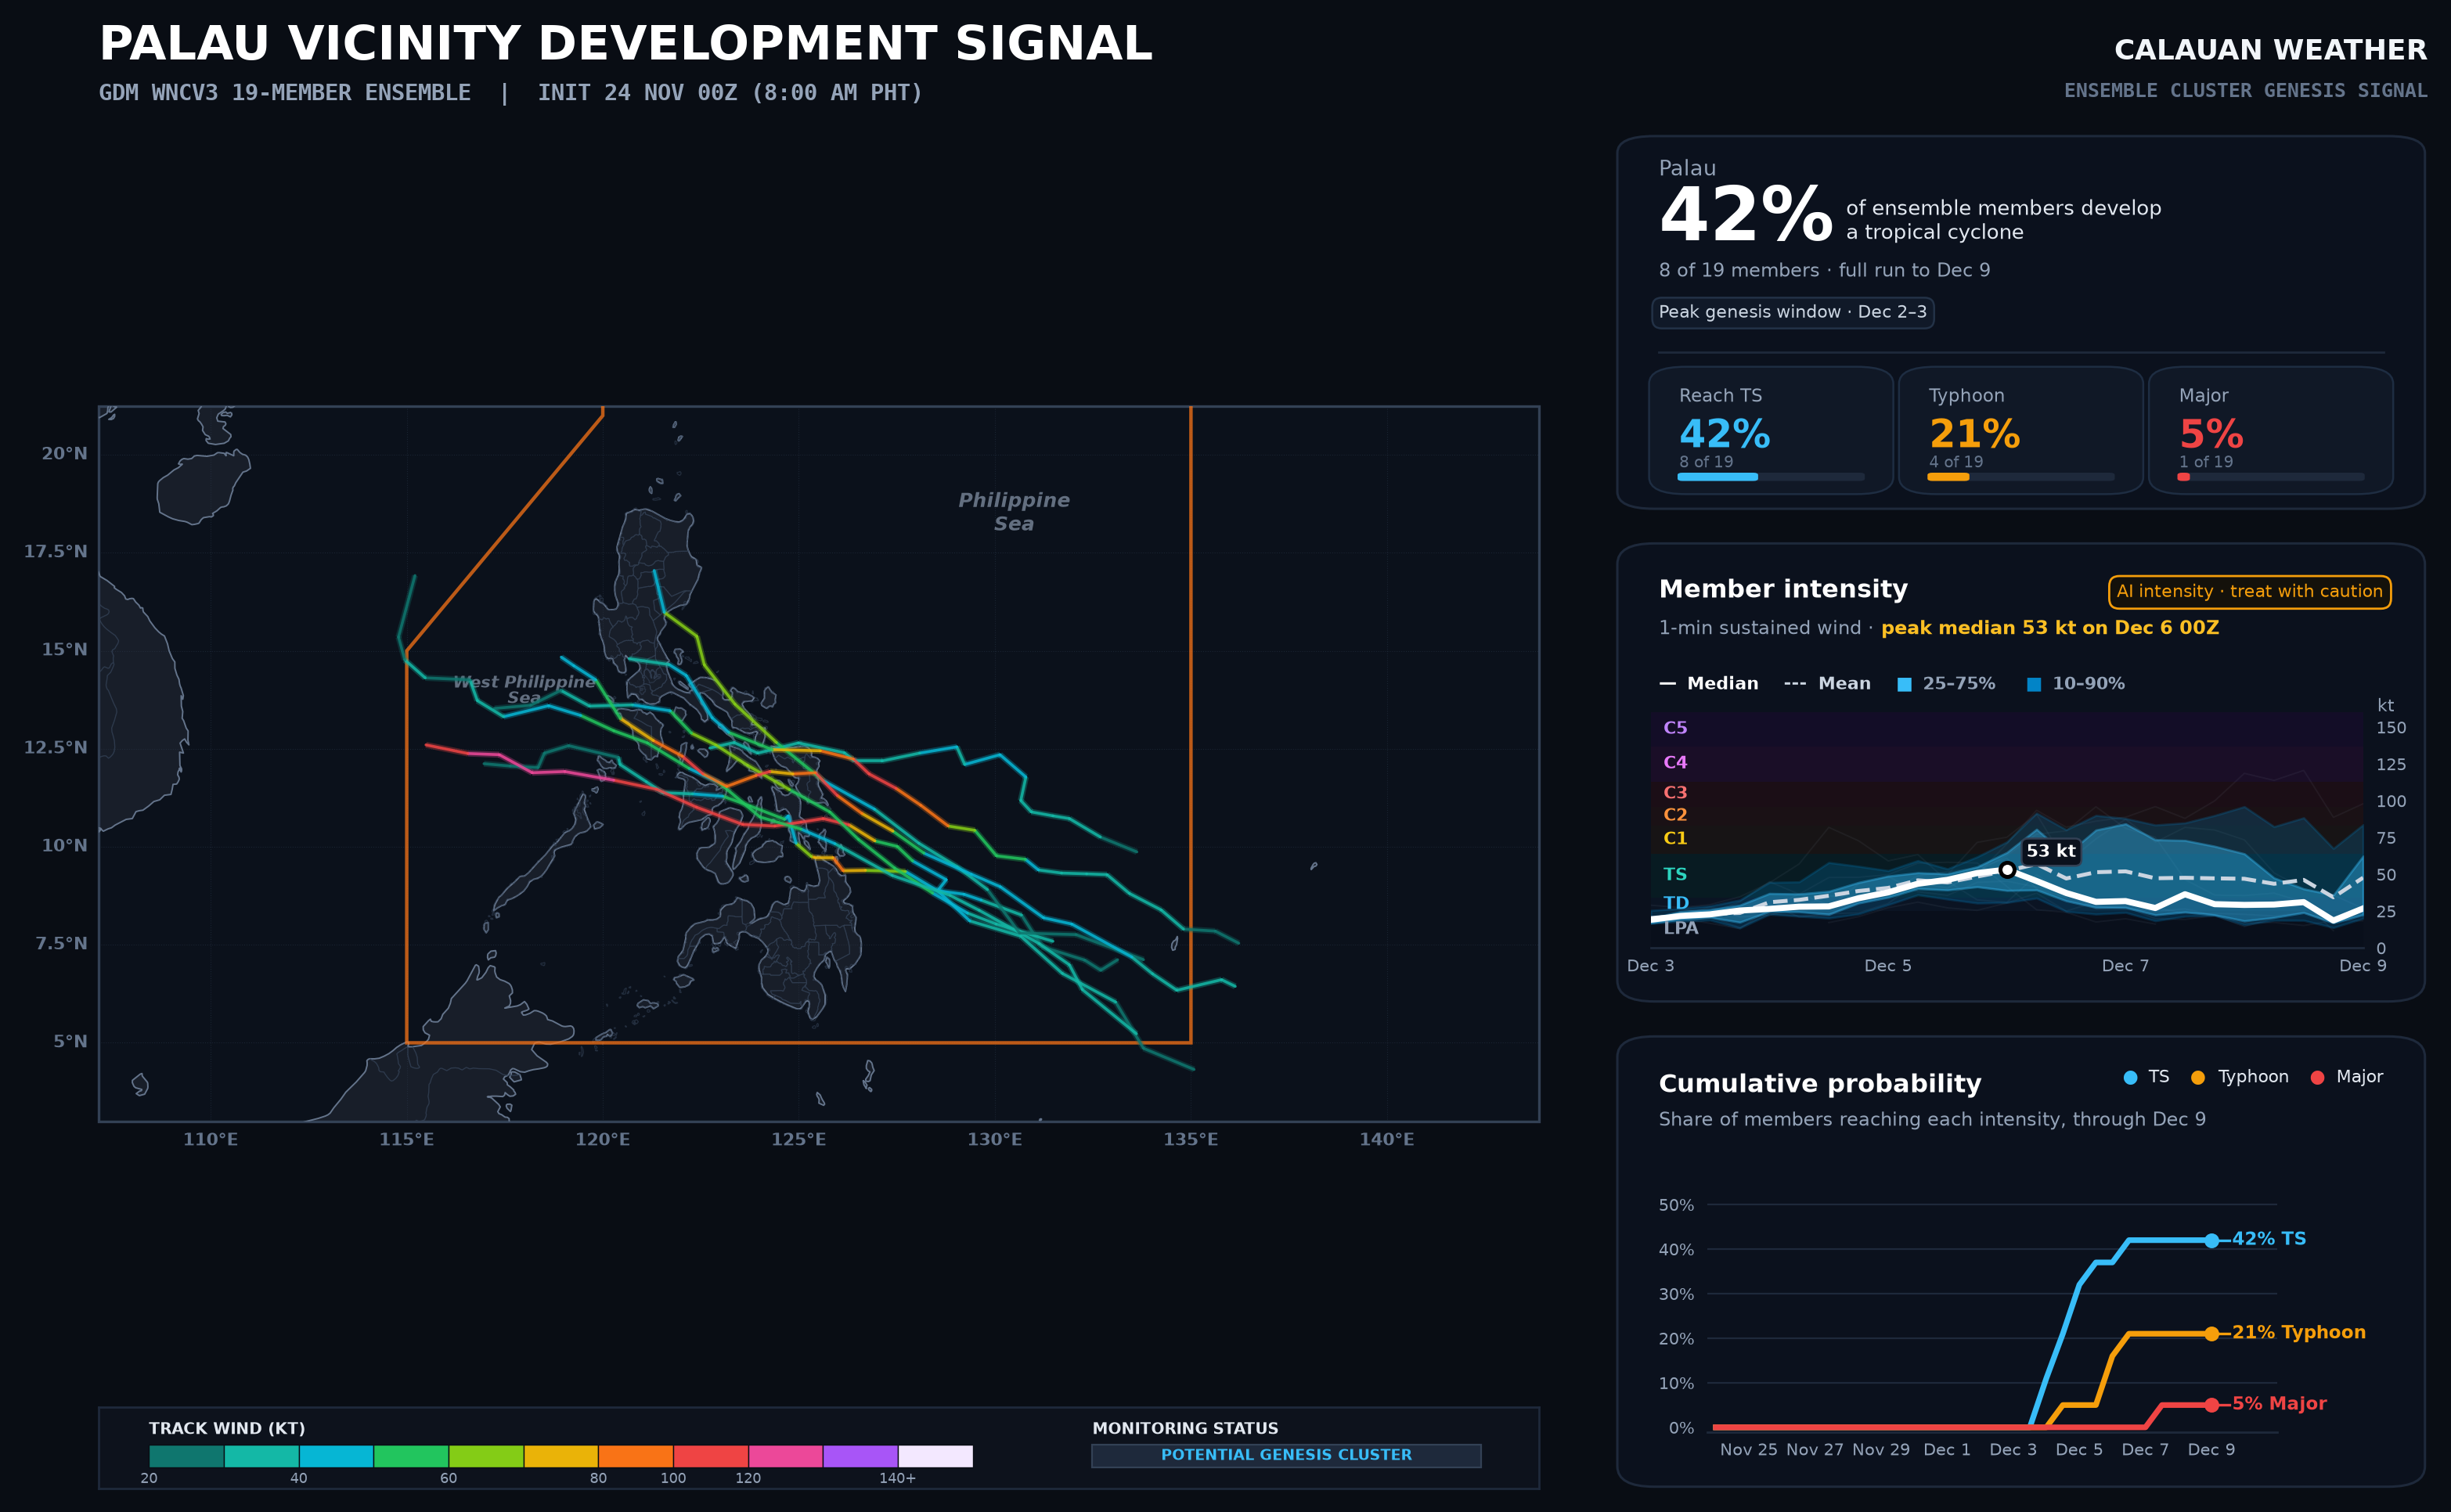 PALAU VICINITY DEVELOPMENT SIGNAL
GDM WNCV3 19-MEMBER ENSEMBLE | INIT 24 NOV 00Z (8:00 AM PHT)
CALAUAN WEATHER
ENSEMBLE CLUSTER GENESIS SIGNAL
20°N
17.5°N
15°N
12.5°N
10°N
7.5°N
5°N
Philippine
Sea
West Philippine
Sea
110°E
115°E
120°E
125°E
130°E
135°E
140°E
TRACK WIND (KT)
20
40
60
80
100
120
140+
MONITORING STATUS
POTENTIAL GENESIS CLUSTER
Palau
42%
of ensemble members develop
a tropical cyclone
8 of 19 members · full run to Dec 9
Peak genesis window · Dec 2–3
Reach TS
42%
8 of 19
Typhoon
21%
4 of 19
Major
5%
1 of 19
Member intensity
AI intensity · treat with caution
1-min sustained wind · peak median 53 kt on Dec 6 00Z
Median
Mean
25–75%
10–90%
kt
C5
C4
C3
C2
C1
TS
TD
LPA
53 kt
150
125
100
75
50
25
0
Dec 3
Dec 5
Dec 7
Dec 9
Cumulative probability
TS
Typhoon
Major
Share of members reaching each intensity, through Dec 9
50%
40%
30%
20%
10%
0%
42% TS
21% Typhoon
5% Major
Nov 25
Nov 27
Nov 29
Dec 1
Dec 3
Dec 5
Dec 7
Dec 9